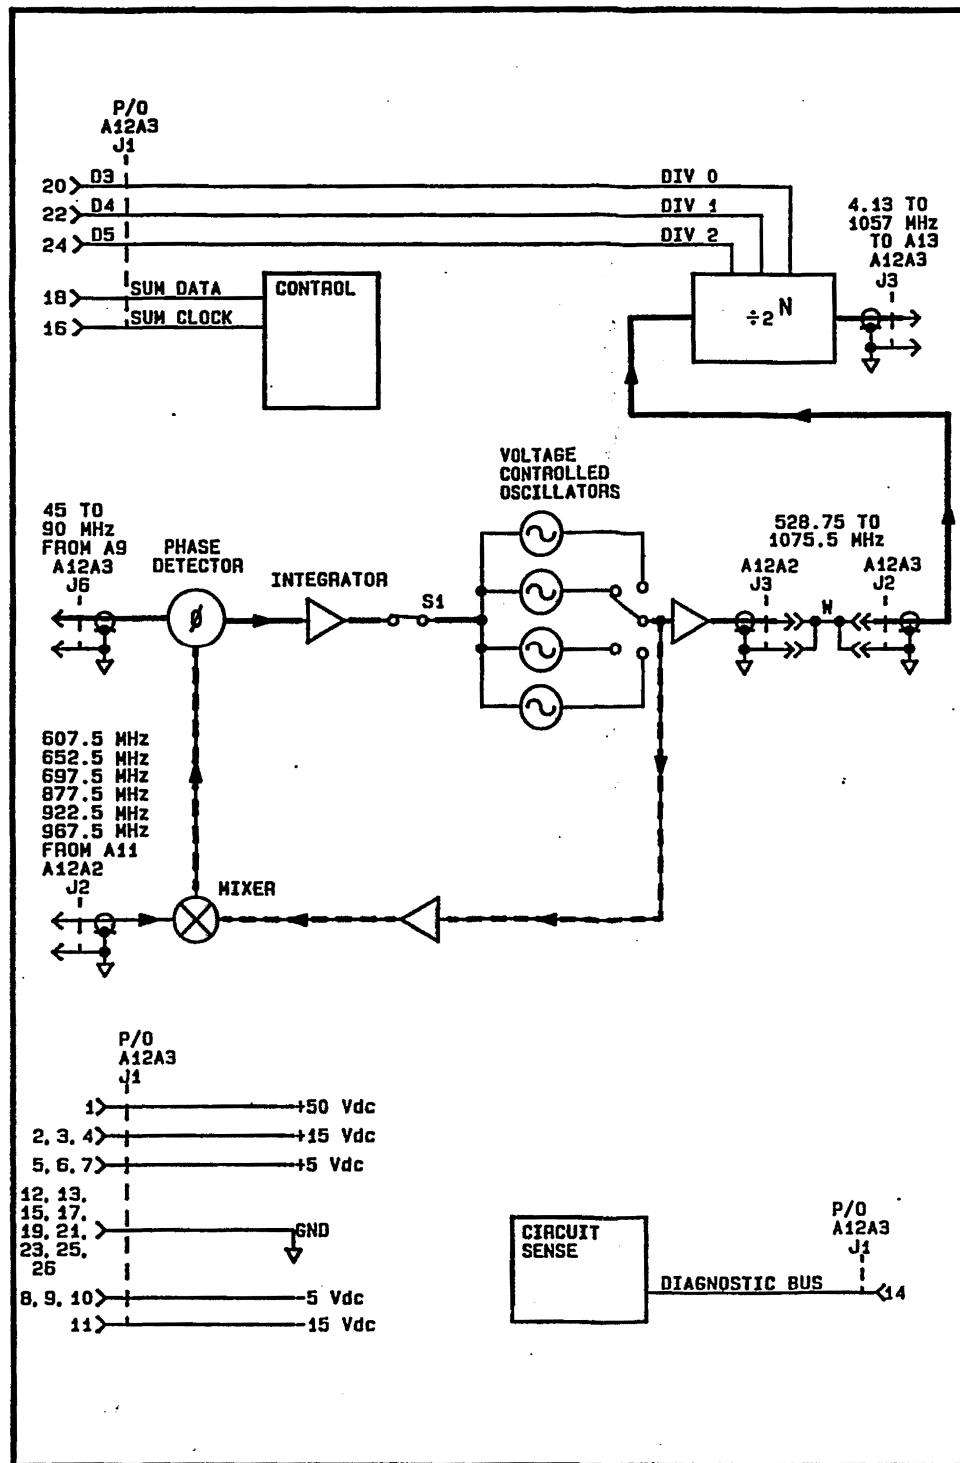 P/O
A12A3
J1
20 D3 DIV 0
22 D4 DIV 1
24 D5 DIV 2
18 SUM DATA
16 SUM CLOCK
CONTROL
4.13 TO
1057 MHz
TO A13
A12A3
J3
÷2 N
VOLTAGE
CONTROLLED
OSCILLATORS
45 TO
90 MHz
FROM A9
A12A3
J6
PHASE
DETECTOR
ø
INTEGRATOR
S1
528.75 TO
1075.5 MHz
A12A2
J3
W
A12A3
J2
607.5 MHz
652.5 MHz
697.5 MHz
877.5 MHz
922.5 MHz
967.5 MHz
FROM A11
A12A2
J2
MIXER
P/O
A12A3
J1
1 +50 Vdc
2, 3, 4 +15 Vdc
5, 6, 7 +5 Vdc
12, 13,
15, 17,
19, 21, GND
23, 25,
26
8, 9, 10 -5 Vdc
11 -15 Vdc
CIRCUIT
SENSE
DIAGNOSTIC BUS
P/O
A12A3
J1
14